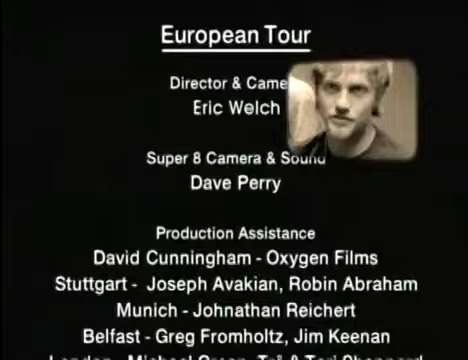 European Tour
Director & Came
Eric Welch
Super 8 Camera & Sound
Dave Perry
Production Assistance
David Cunningham - Oxygen Films
Stuttgart - Joseph Avakian, Robin Abraham
Munich - Johnathan Reichert
Belfast - Greg Fromholtz, Jim Keenan